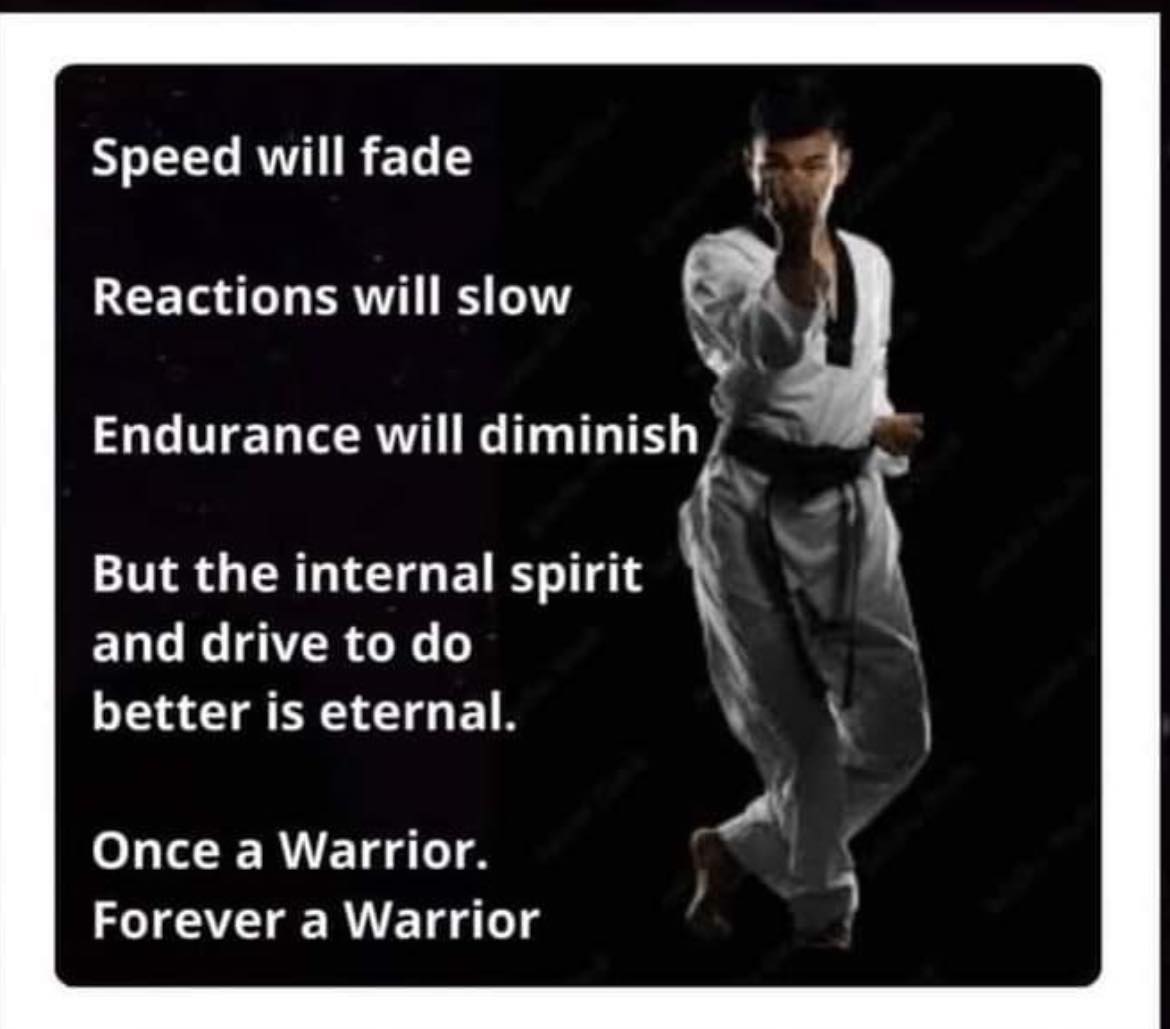 Speed will fade
Reactions will slow
Endurance will diminish
But the internal spirit
and drive to do
better is eternal.
Once a Warrior.
Forever a Warrior